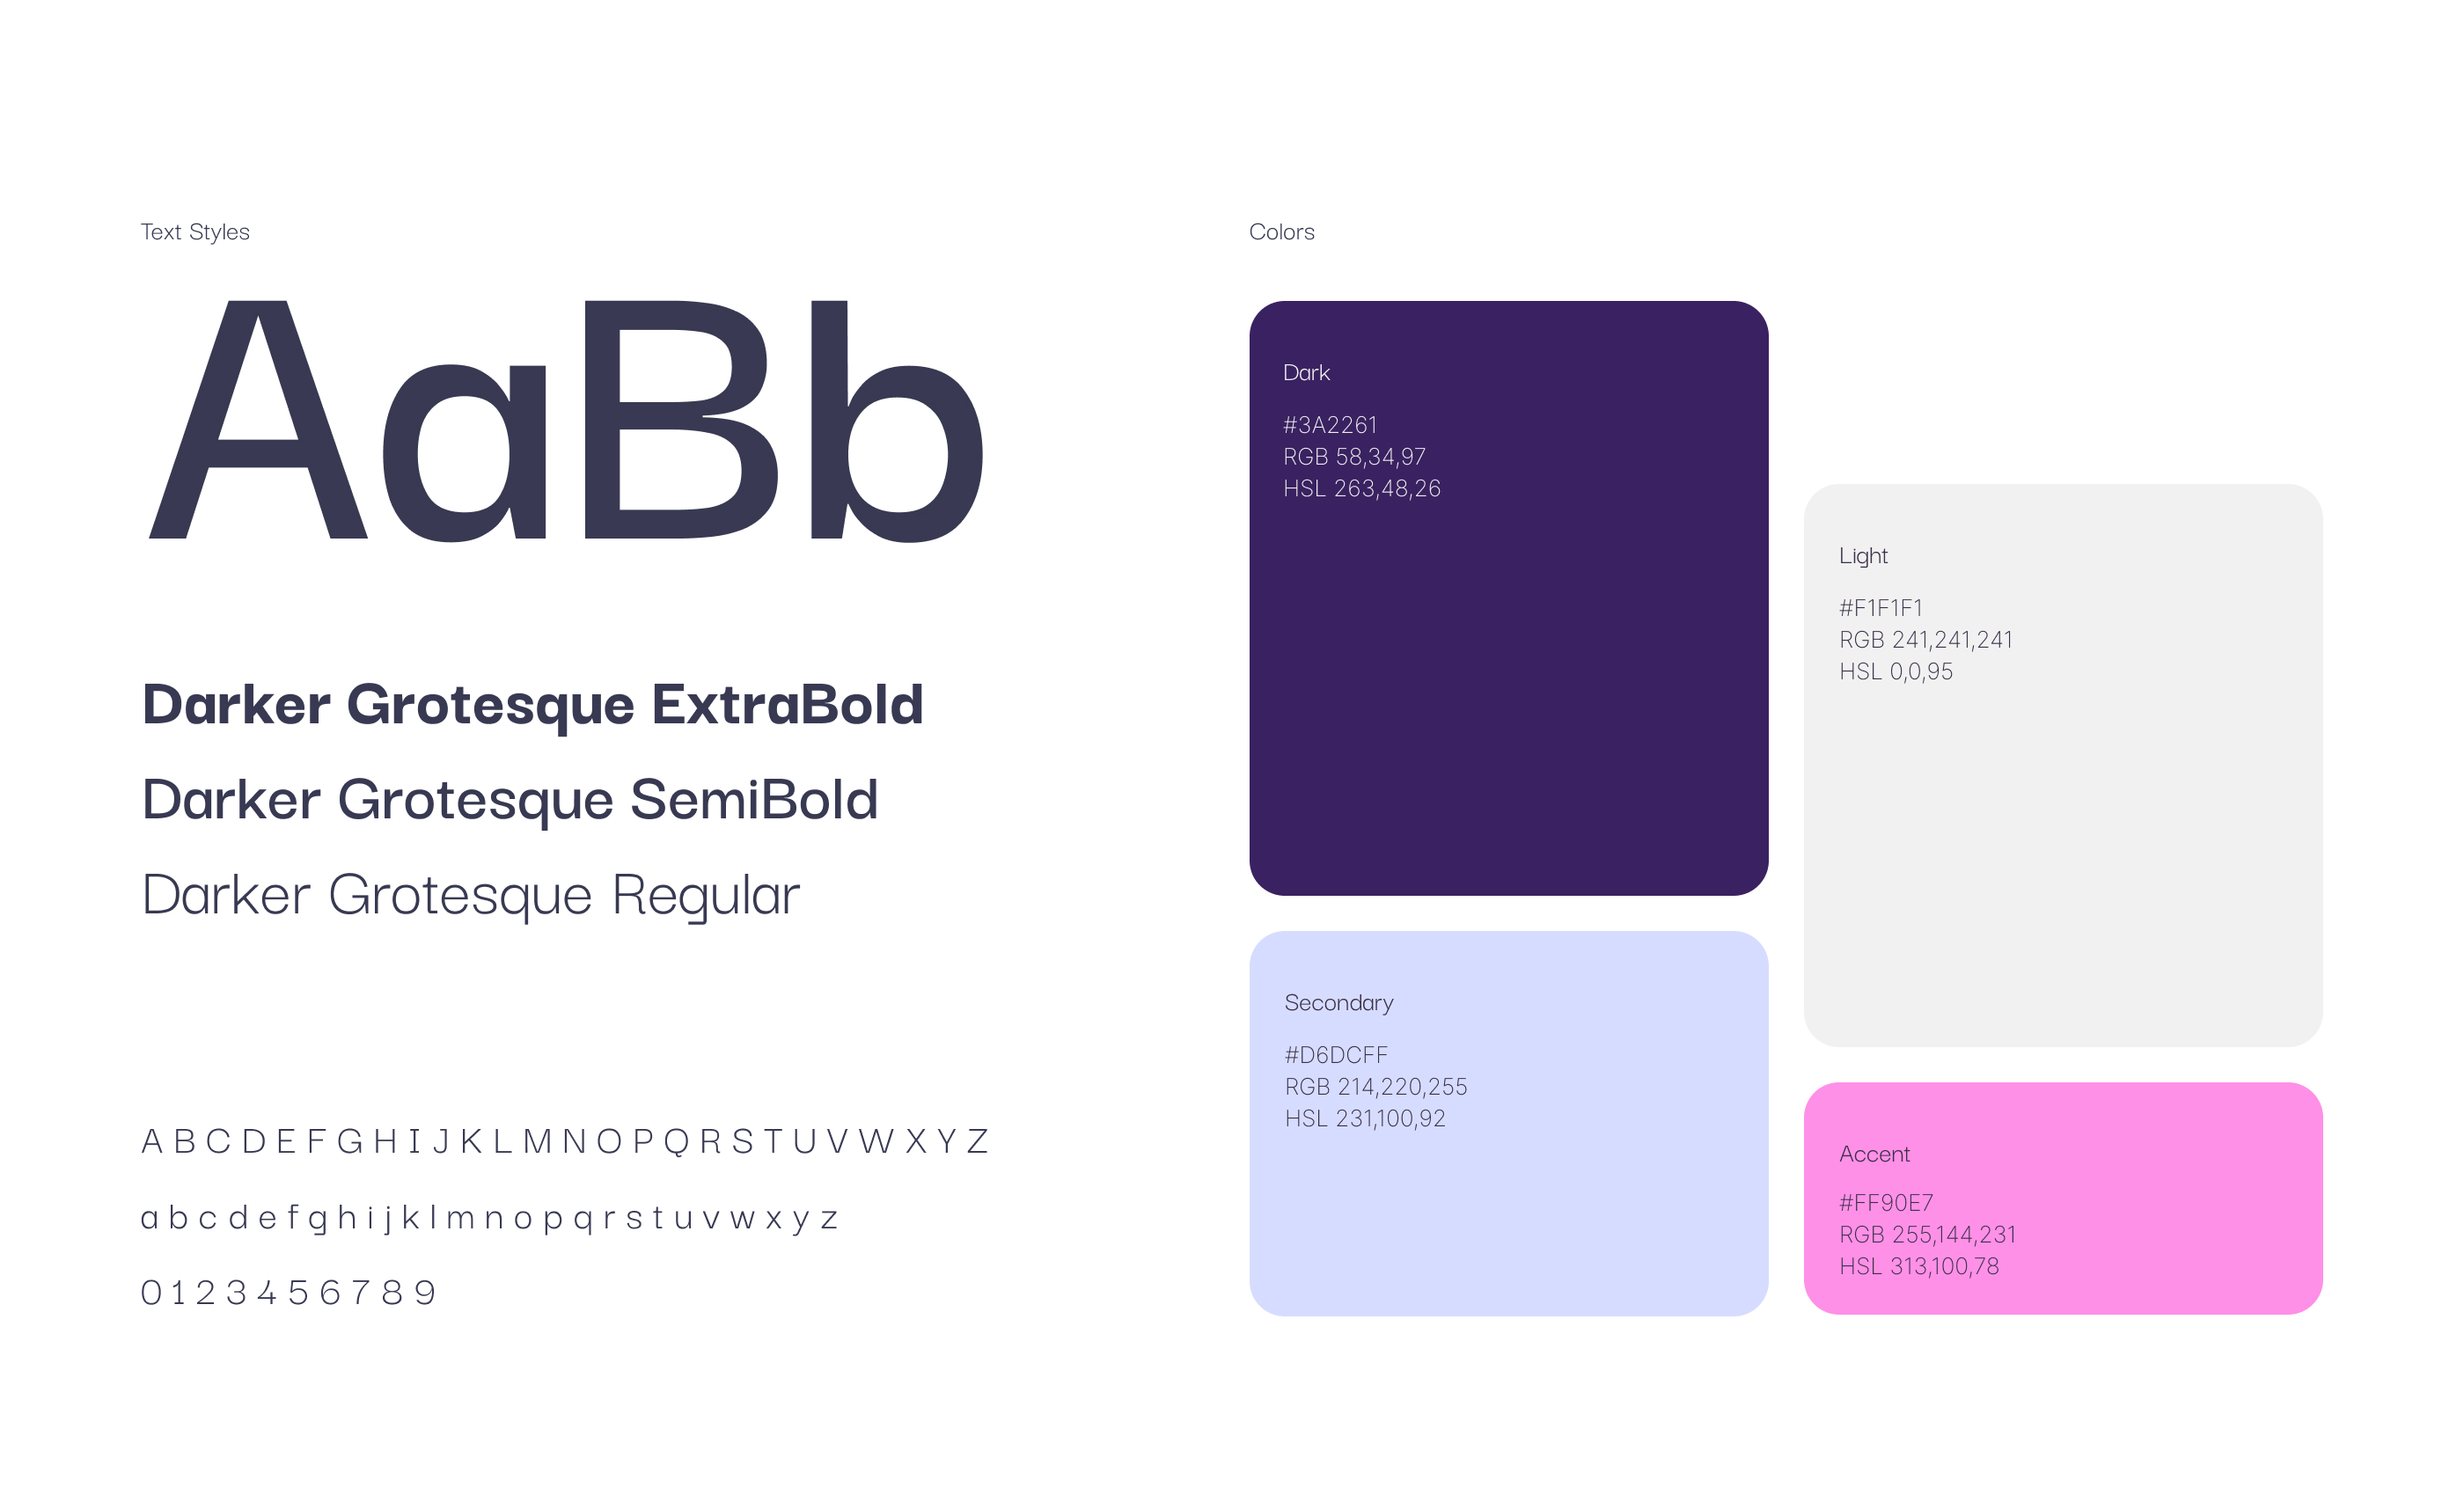 Text Styles
AaBb
Darker Grotesque ExtraBold
Darker Grotesque SemiBold
Darker Grotesque Regular
A B C D E F G H I J K L M N O P Q R S T U V W X Y Z
a b c d e f g h i j k l m n o p q r s t u v w x y z
0 1 2 3 4 5 6 7 8 9
Colors
Dark
#3A2261
RGB 58,34,97
HSL 263,48,26
Light
#F1F1F1
RGB 241,241,241
HSL 0,0,95
Secondary
#D6DCFF
RGB 214,220,255
HSL 231,100,92
Accent
#FF90E7
RGB 255,144,231
HSL 313,100,78